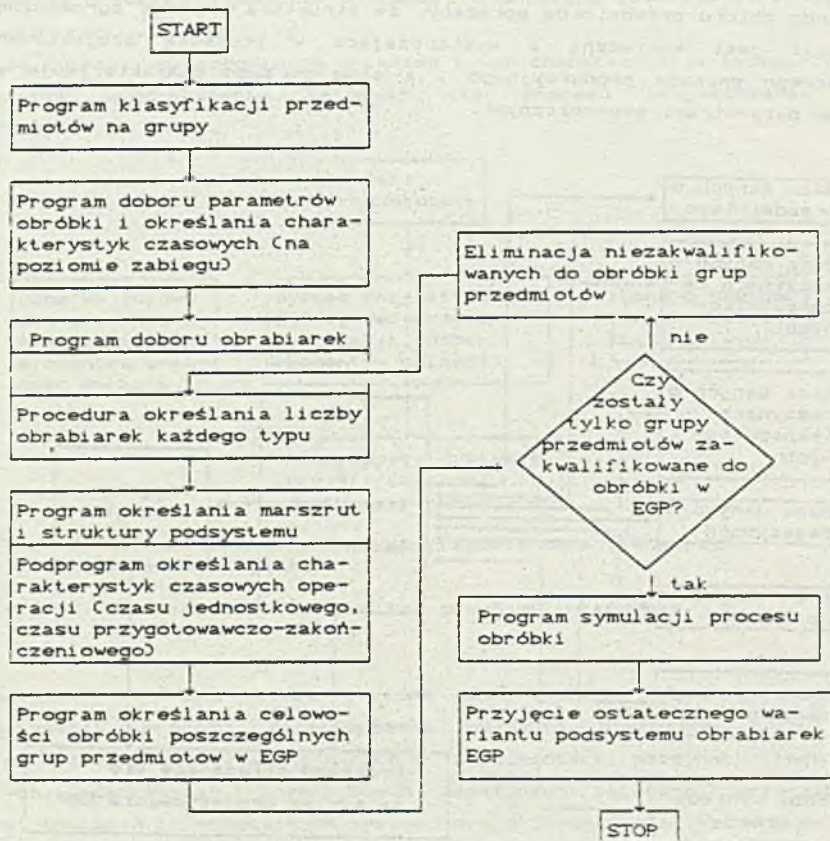 START
Program klasyfikacji przed-
miotów na grupy
Program doboru parametrów
obróbki i określania chara-
kterystyk czasowych (na
poziomie zabiegu)
Program doboru obrabiarek
Procedura określania liczby
obrabiarek każdego typu
Program określania marszrut
i struktury podsystemu
Podprogram określania cha-
rakterystyk czasowych ope-
racji (czasu jednostkowego,
czasu przygotowawczo-zakoń-
czeniowego)
Program określania celowo-
ści obróbki poszczególnych
grup przedmiotow w EGP
Eliminacja niezakwalifiko-
wanych do obróbki grup
przedmiotów
nie
Czy
zostały
tylko grupy
przedmiotów za-
kwalifikowane do
obróbki w
EGP?
tak
Program symulacji procesu
obróbki
Przyjęcie ostatecznego wa-
riantu podsystemu obrabiarek
EGP
STOP